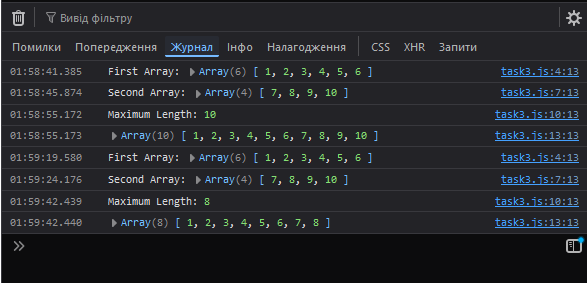 Вивід фільтру
Помилки Попередження Журнал Інфо Налагодження CSS XHR Запити
01:58:41.385 First Array: Array(6) [ 1, 2, 3, 4, 5, 6 ] task3.js:4:13
01:58:45.874 Second Array: Array(4) [ 7, 8, 9, 10 ] task3.js:7:13
01:58:55.172 Maximum Length: 10 task3.js:10:13
01:58:55.173 Array(10) [ 1, 2, 3, 4, 5, 6, 7, 8, 9, 10 ] task3.js:13:13
01:59:19.580 First Array: Array(6) [ 1, 2, 3, 4, 5, 6 ] task3.js:4:13
01:59:24.176 Second Array: Array(4) [ 7, 8, 9, 10 ] task3.js:7:13
01:59:42.439 Maximum Length: 8 task3.js:10:13
01:59:42.440 Array(8) [ 1, 2, 3, 4, 5, 6, 7, 8 ] task3.js:13:13